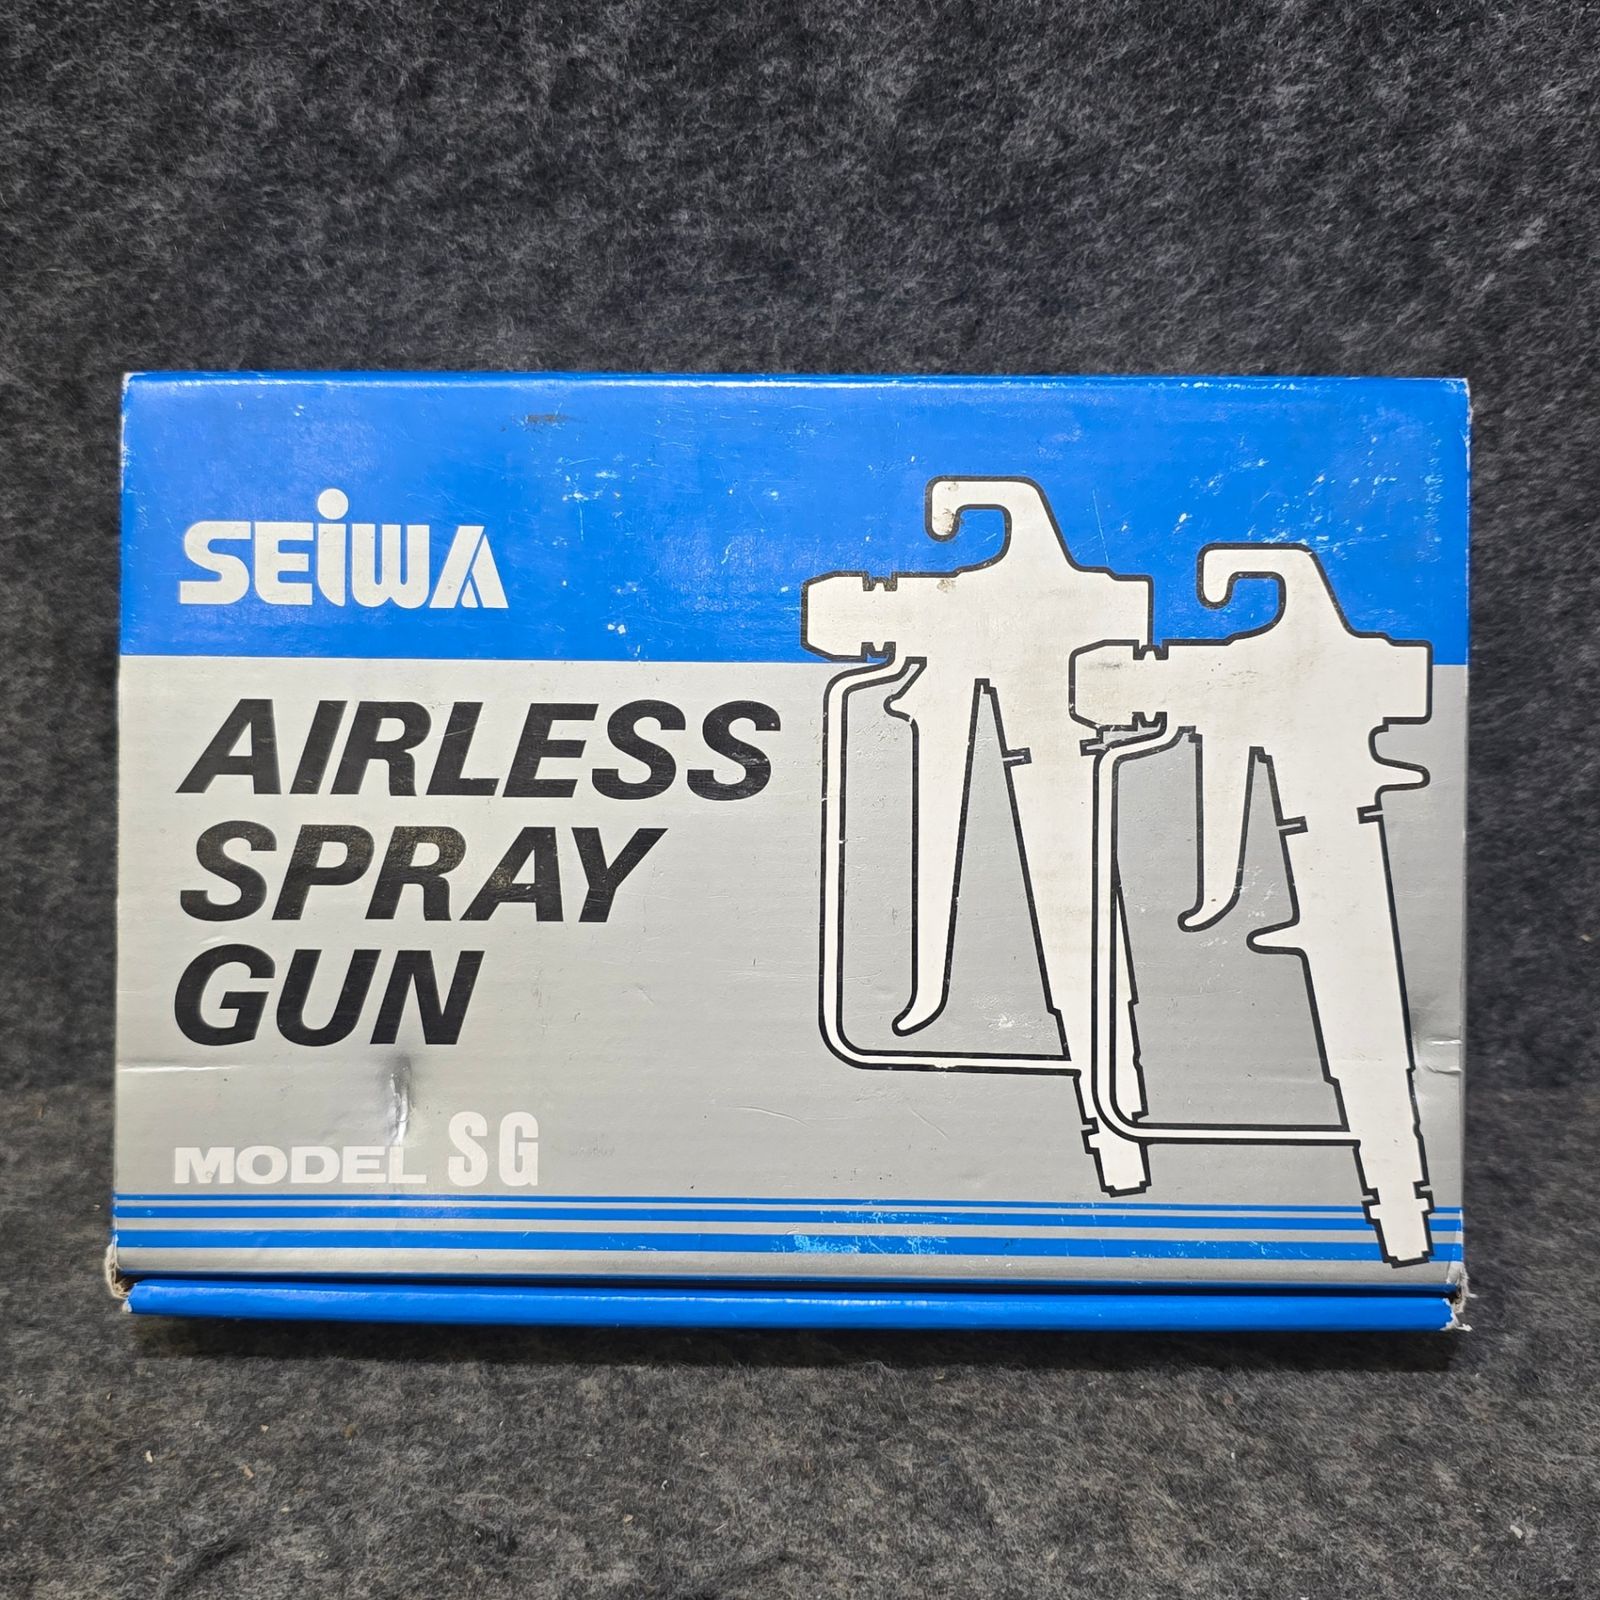 SEiWA
AIRLESS
SPRAY
GUN
MODEL SG